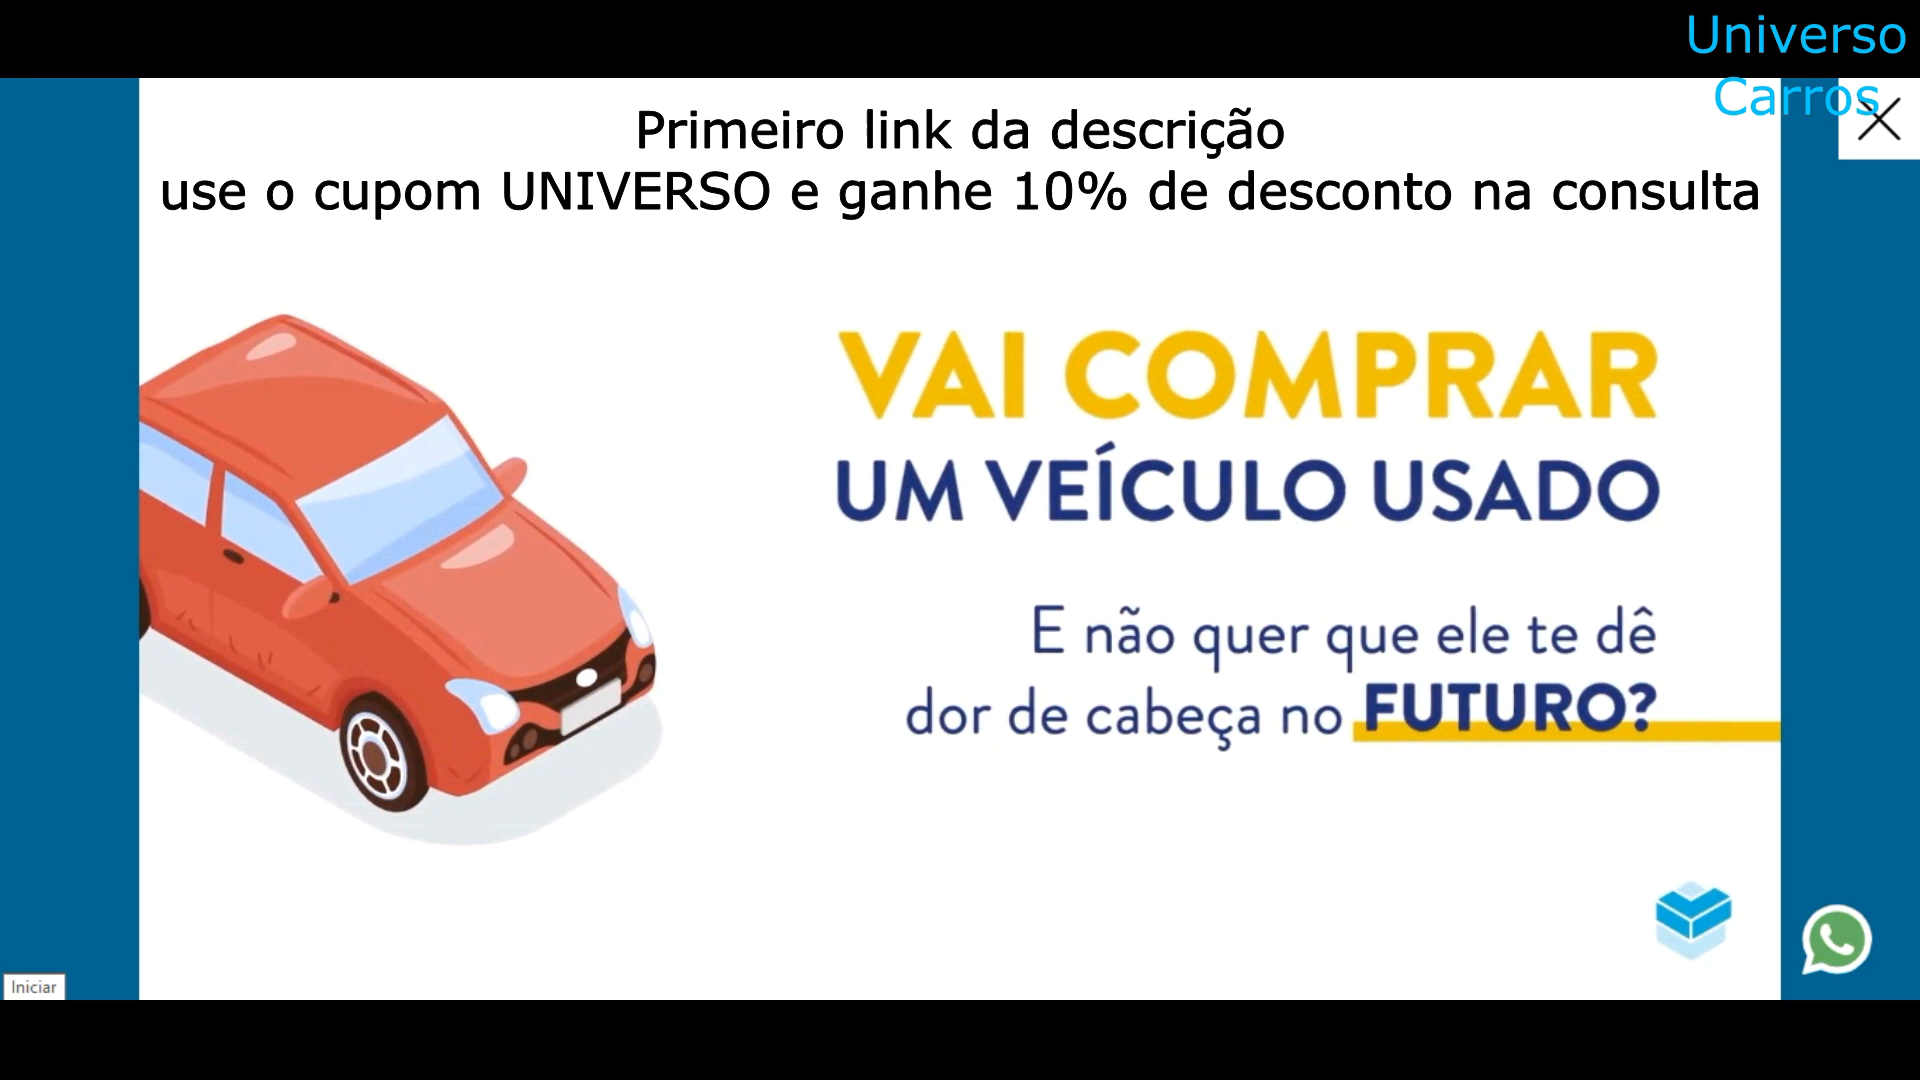 Universo
Carros
Primeiro link da descrição
use o cupom UNIVERSO e ganhe 10% de desconto na consulta
VAI COMPRAR
UM VEÍCULO USADO
E não quer que ele te dê
dor de cabeça no FUTURO?
Iniciar